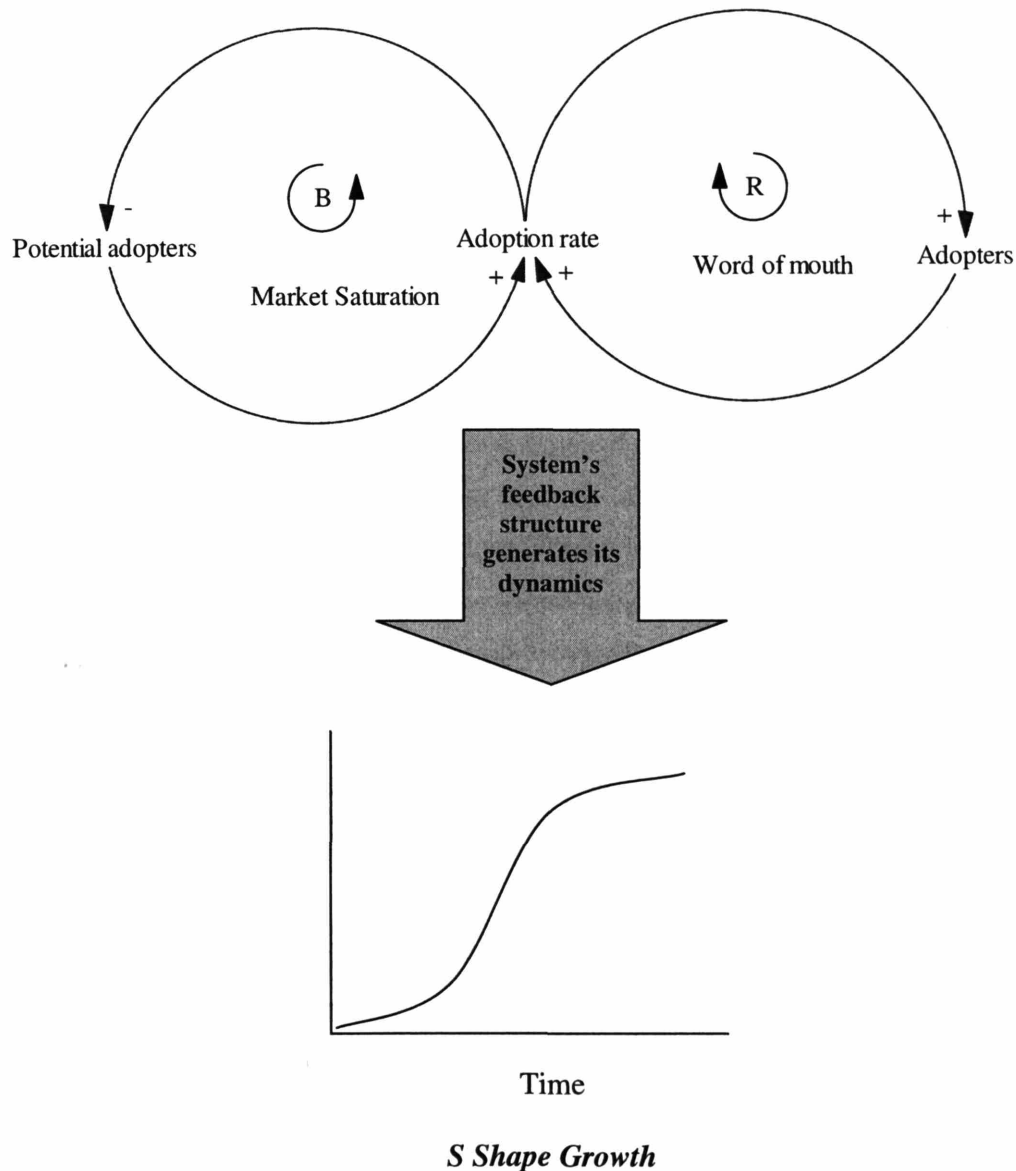 B
R
-
+
Potential adopters
Adoption rate
Adopters
Word of mouth
+
+
Market Saturation
System's
feedback
structure
generates its
dynamics
Time
S Shape Growth